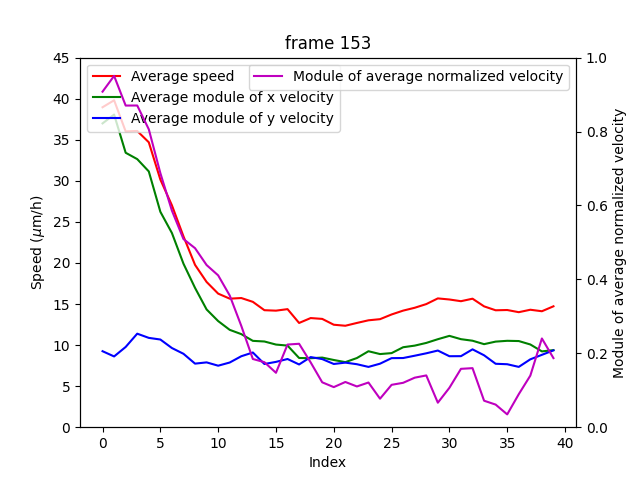 frame 153
Average speed
Average module of x velocity
Average module of y velocity
Module of average normalized velocity
Speed (μm/h)
45
40
35
30
25
20
15
10
5
0
1.0
0.8
0.6
0.4
0.2
0.0
Module of average normalized velocity
0 5 10 15 20 25 30 35 40
Index